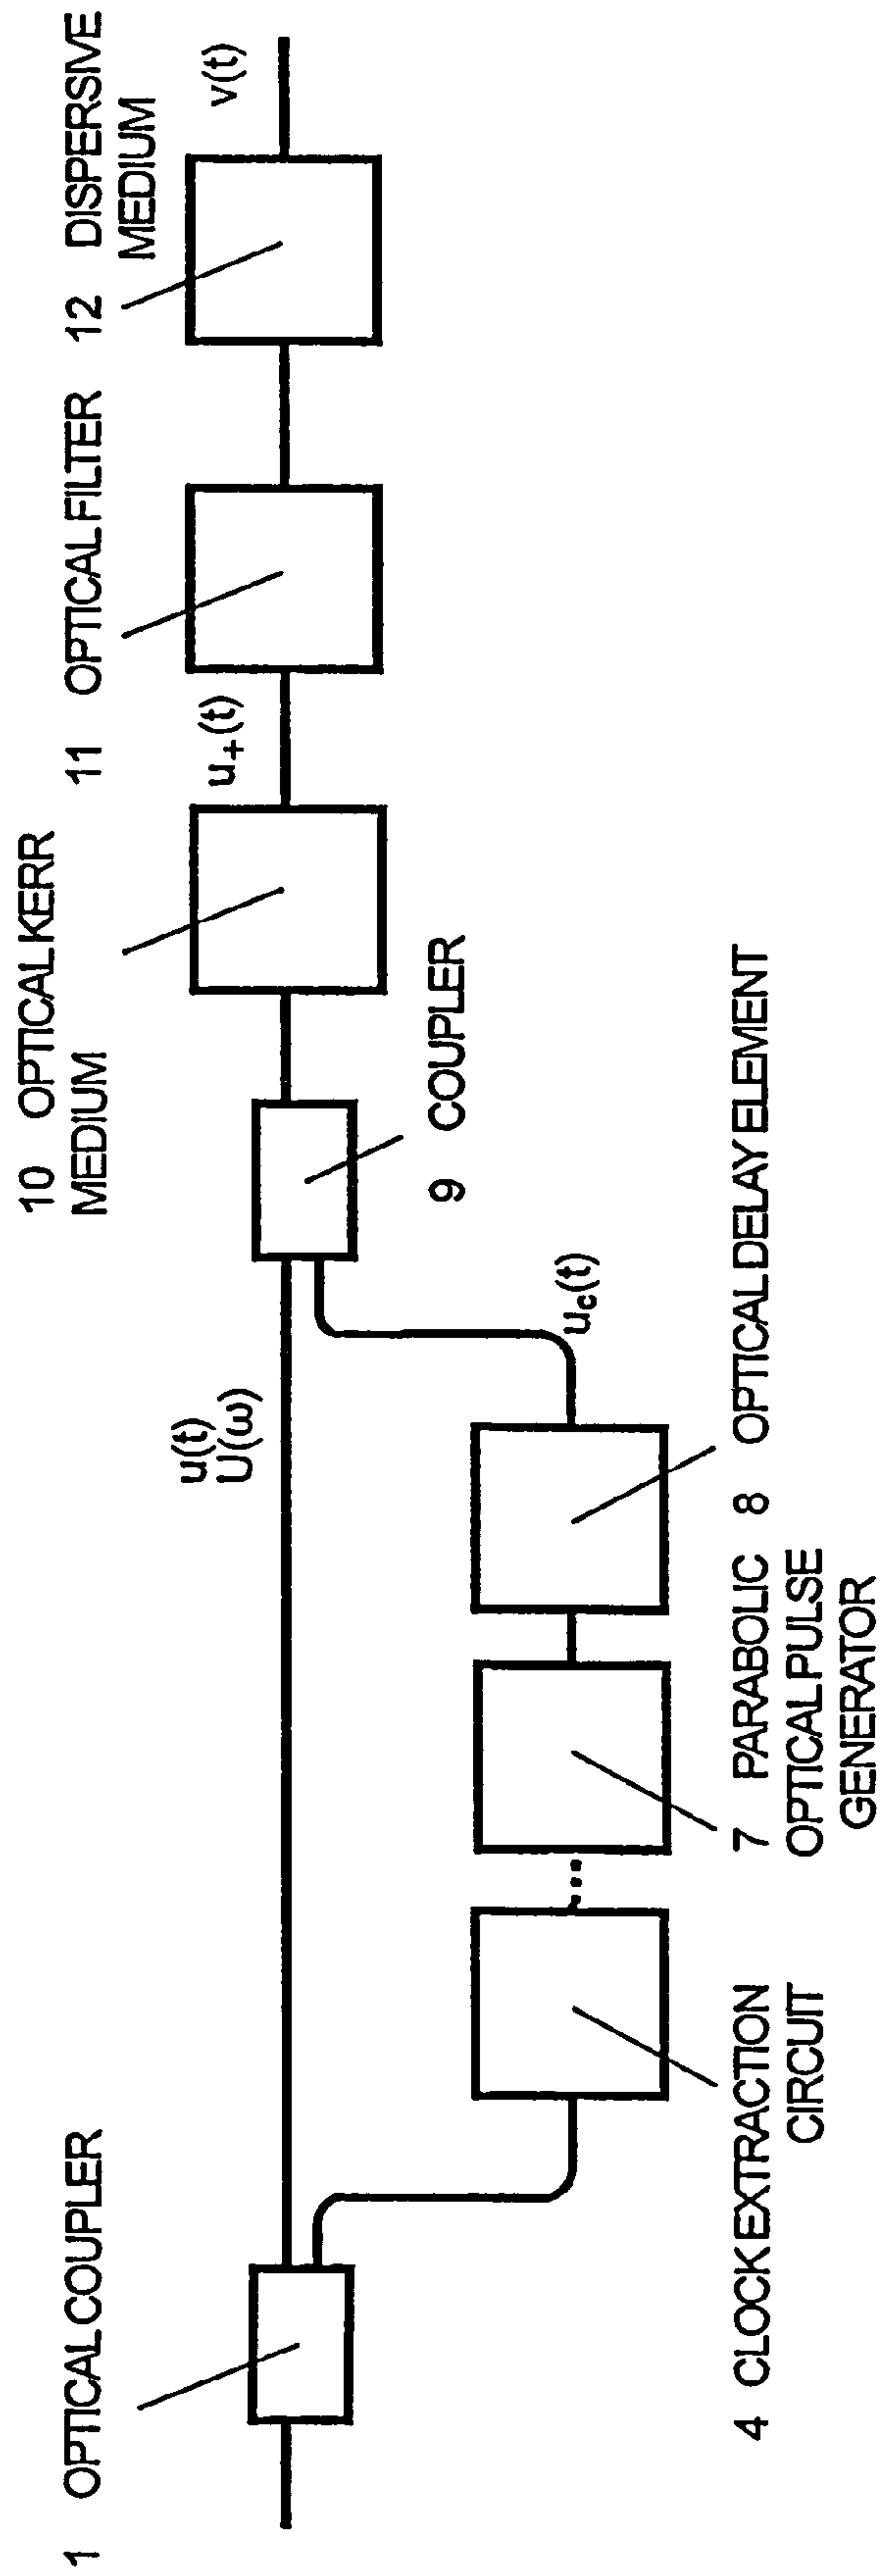 1 OPTICAL COUPLER
u(t)
U(ω)
10 OPTICAL KERR
MEDIUM
u+(t)
11 OPTICAL FILTER
12 DISPERSIVE
MEDIUM
v(t)
9 COUPLER
uc(t)
4 CLOCK EXTRACTION
CIRCUIT
7 PARABOLIC
OPTICAL PULSE
GENERATOR
8 OPTICAL DELAY ELEMENT